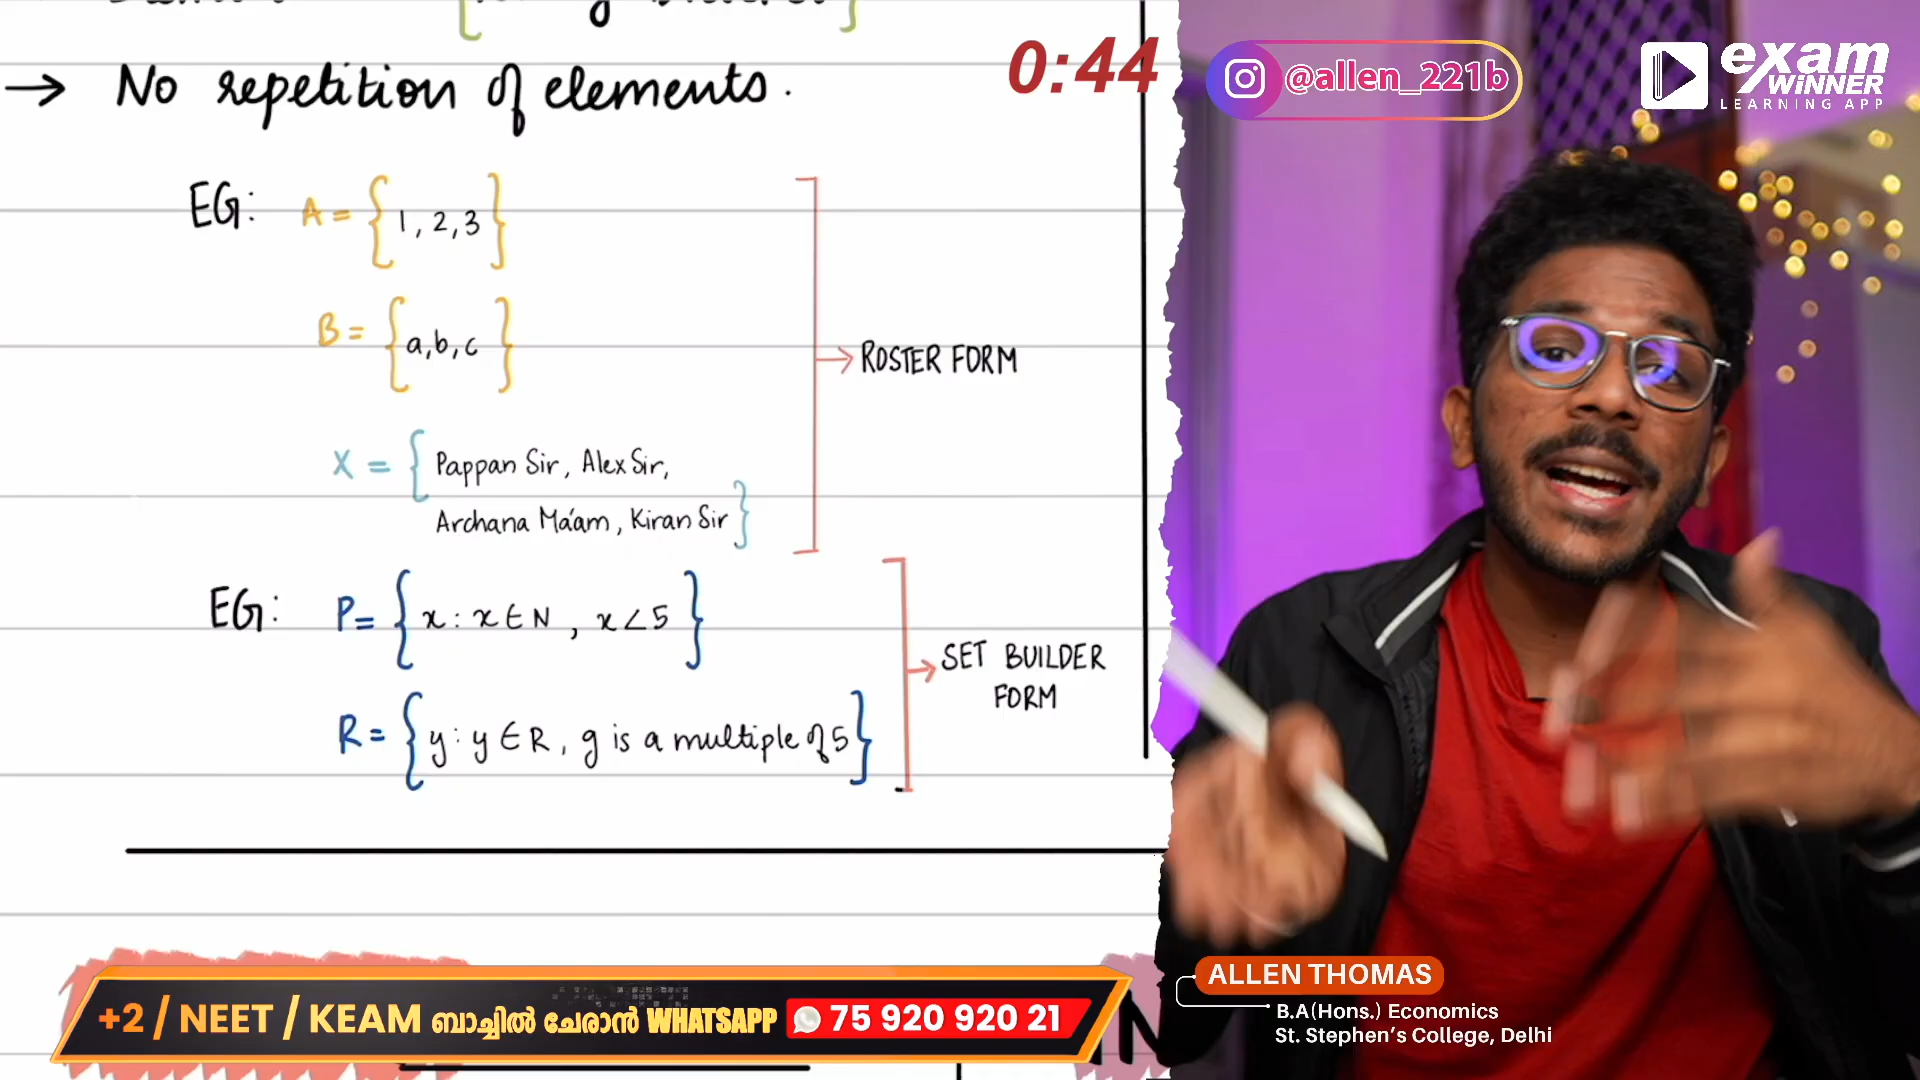 → No repetition of elements.
0:44
@allen_221b
exam
WiNNER
LEARNING APP
EG: A = { 1, 2, 3 }
B = { a, b, c }
→ ROSTER FORM
X = { Pappan Sir, Alex Sir,
Archana Ma'am, Kiran Sir }
EG: P = { x : x ∈ N , x < 5 }
→ SET BUILDER
FORM
R = { y : y ∈ R , g is a multiple of 5 }
+2 / NEET / KEAM ബാച്ചിൽ ചേരാൻ WHATSAPP 75 920 920 21
ALLEN THOMAS
B.A(Hons.) Economics
St. Stephen's College, Delhi